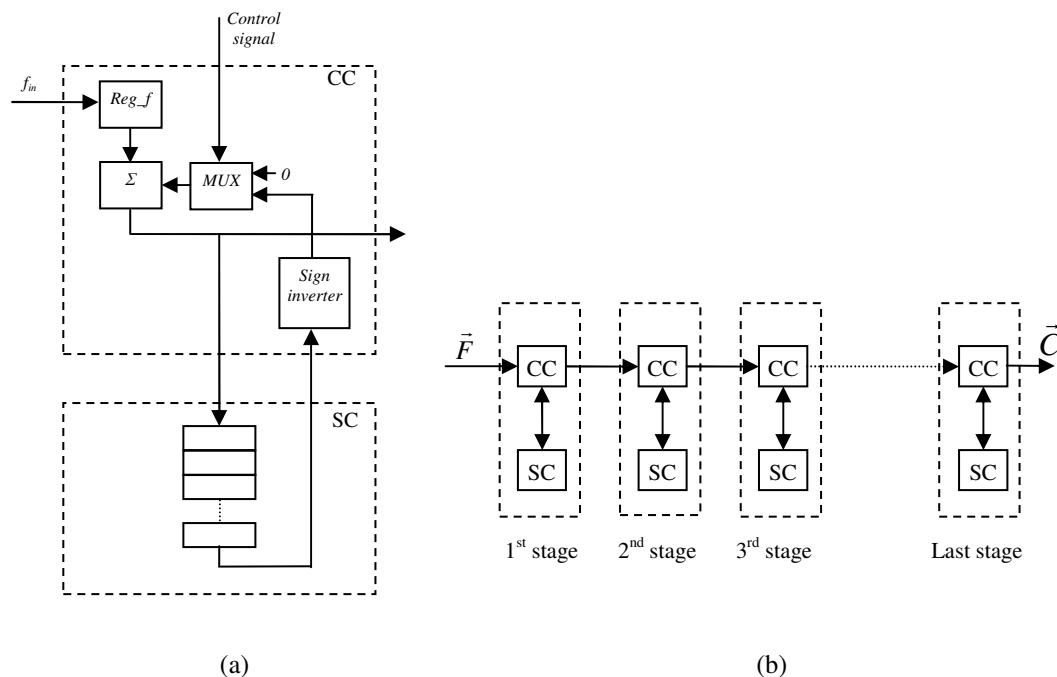 Control
signal
CC
f_in
Reg_f
Σ
MUX
0
Sign
inverter
SC
(a)
F⃗
CC
CC
CC
CC
C⃗
SC
SC
SC
SC
1st stage
2nd stage
3rd stage
Last stage
(b)